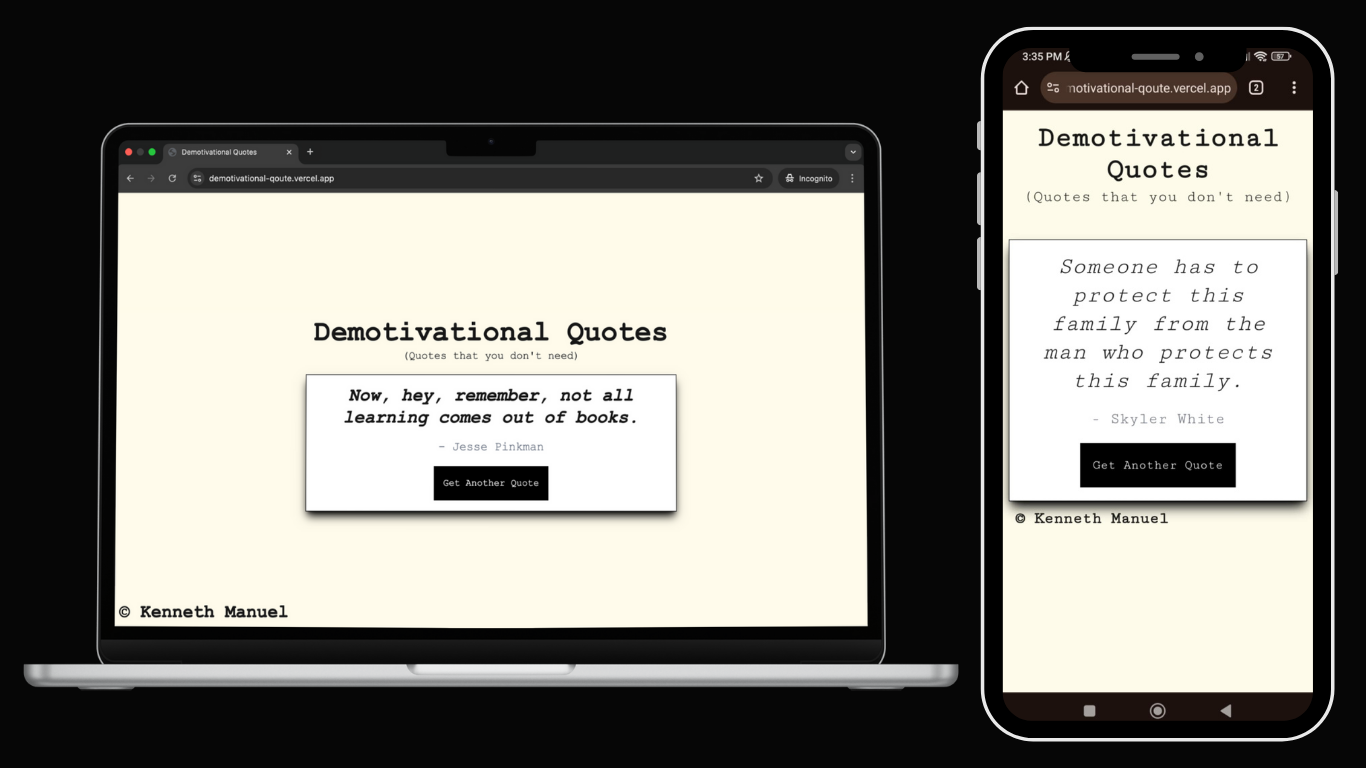 Demotivational Quotes
demotivational-qoute.vercel.app
Incognito
Demotivational Quotes
(Quotes that you don't need)
Now, hey, remember, not all
learning comes out of books.
- Jesse Pinkman
Get Another Quote
© Kenneth Manuel
3:35 PM
57
motivational-qoute.vercel.app
2
Demotivational
Quotes
(Quotes that you don't need)
Someone has to
protect this
family from the
man who protects
this family.
- Skyler White
Get Another Quote
© Kenneth Manuel